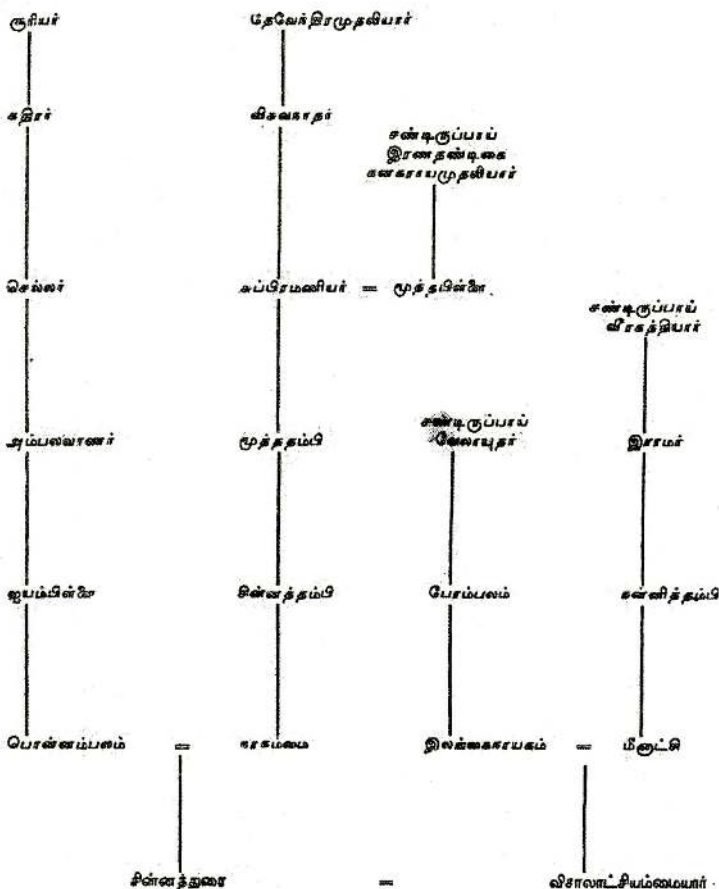 சூரியர் தேவேந்திரமுதலியார்
கதிரர் விசுவநாதர்
சண்டிருப்பாய்
இரணதண்டிகை
கனகராயமுதலியார்
செல்லர் சுப்பிரமணியர் = மூத்தபிள்ளை
சண்டிருப்பாய்
வீரகத்தியார்
அம்பலவாணர் மூத்ததம்பி சண்டிருப்பாய் இராமர்
வேலாயுதர்
ஐயம்பிள்ளை சின்னத்தம்பி பேரம்பலம் கன்னித்தம்பி
பொன்னம்பலம் = நாகம்மை இலங்கைநாயகம் = மீனாட்சி
சின்னத்துரை = விசாலாட்சியம்மையார்